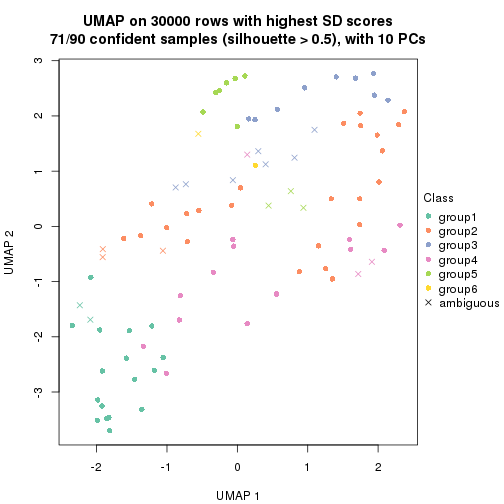 UMAP on 30000 rows with highest SD scores
71/90 confident samples (silhouette > 0.5), with 10 PCs
3
2
1
0
-1
-2
-3
UMAP 2
-2
-1
0
1
2
UMAP 1
Class
group1
group2
group3
group4
group5
group6
ambiguous